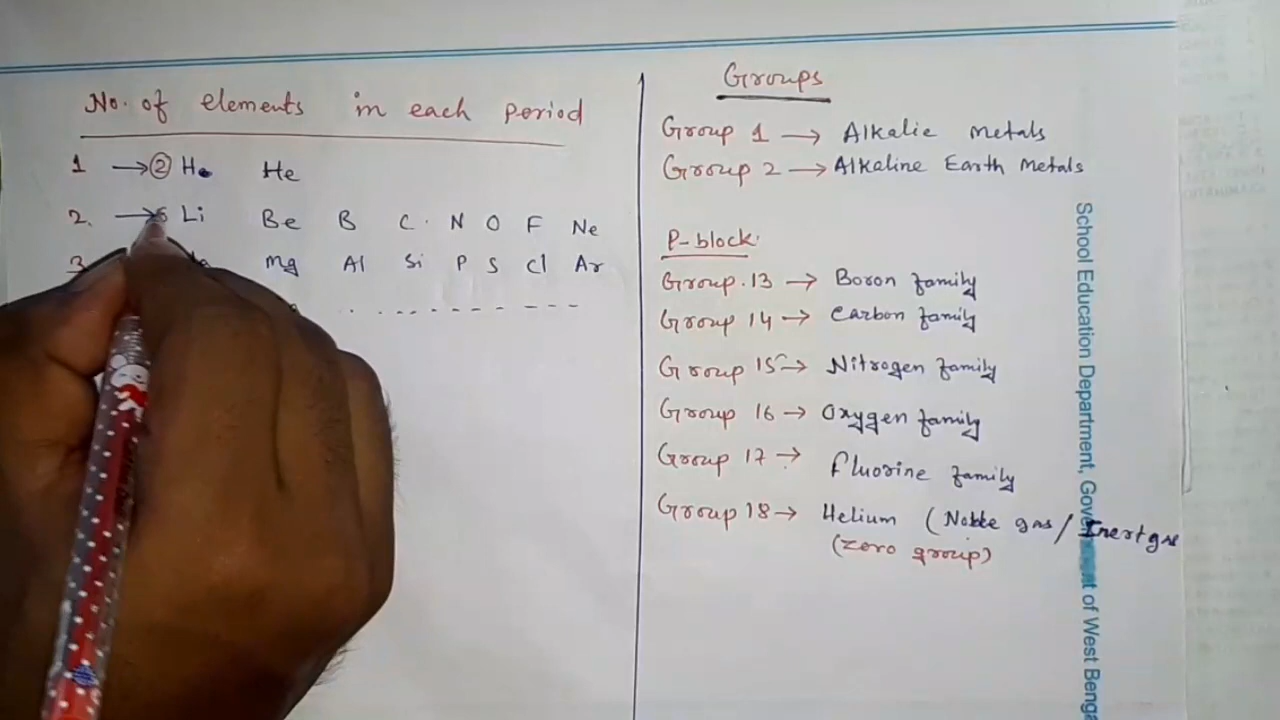 No. of elements in each period
1 → ② He He
2. → Li Be B C N O F Ne
3 Mg Al Si P S Cl Ar
Groups
Group 1 → Alkalie Metals
Group 2 → Alkaline Earth Metals
P-block
Group.13 → Boron family
Group 14 → Carbon family
Group 15 → Nitrogen family
Group 16 → Oxygen family
Group 17 → Fluorine family
Group 18 → Helium (Noble gas/Inert gas
(zero group)
School Education Department, Government of West Benga